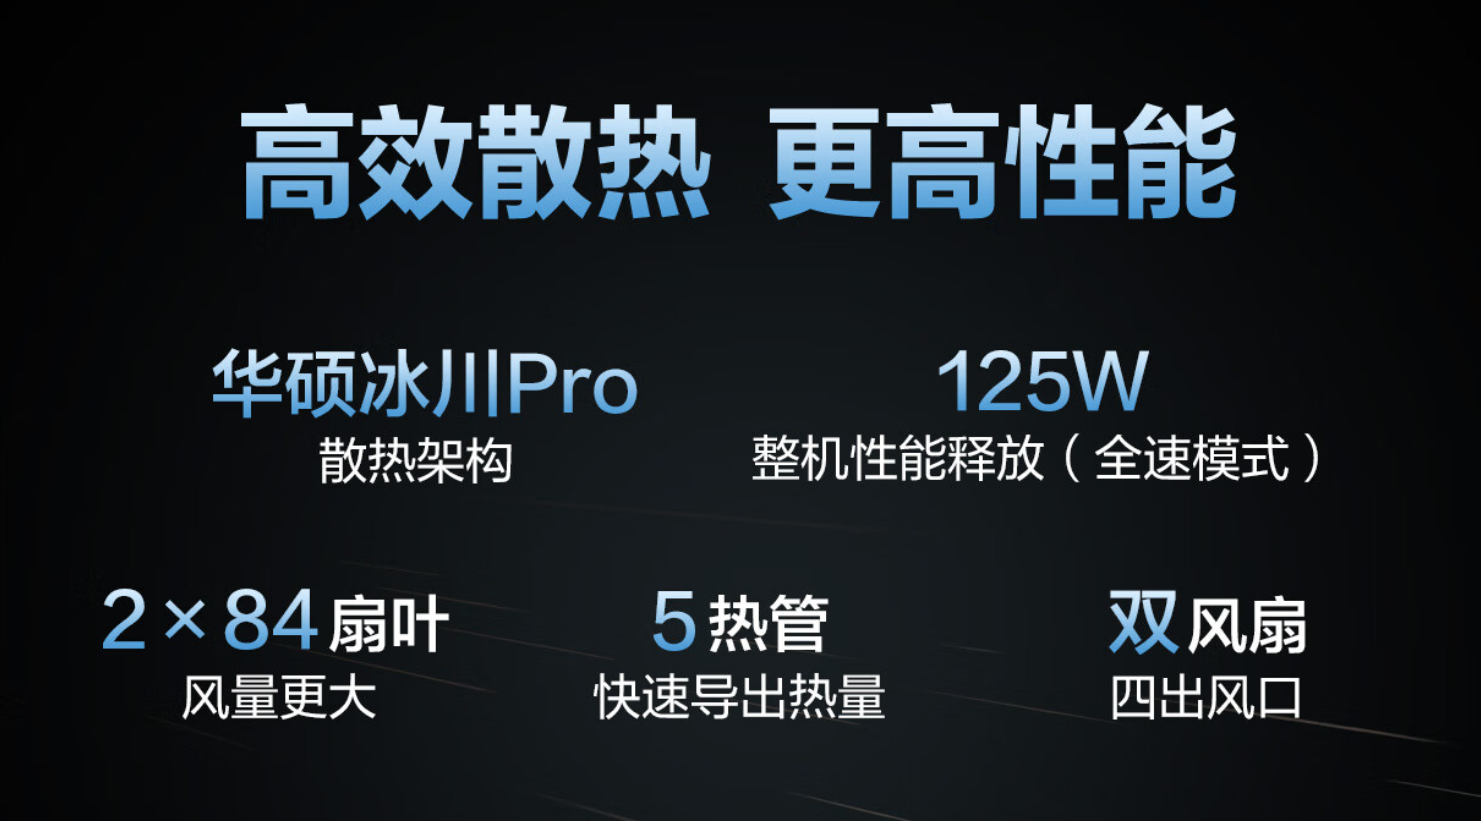 高效散热 更高性能
华硕冰川Pro
散热架构
125W
整机性能释放（全速模式）
2×84扇叶
风量更大
5热管
快速导出热量
双风扇
四出风口